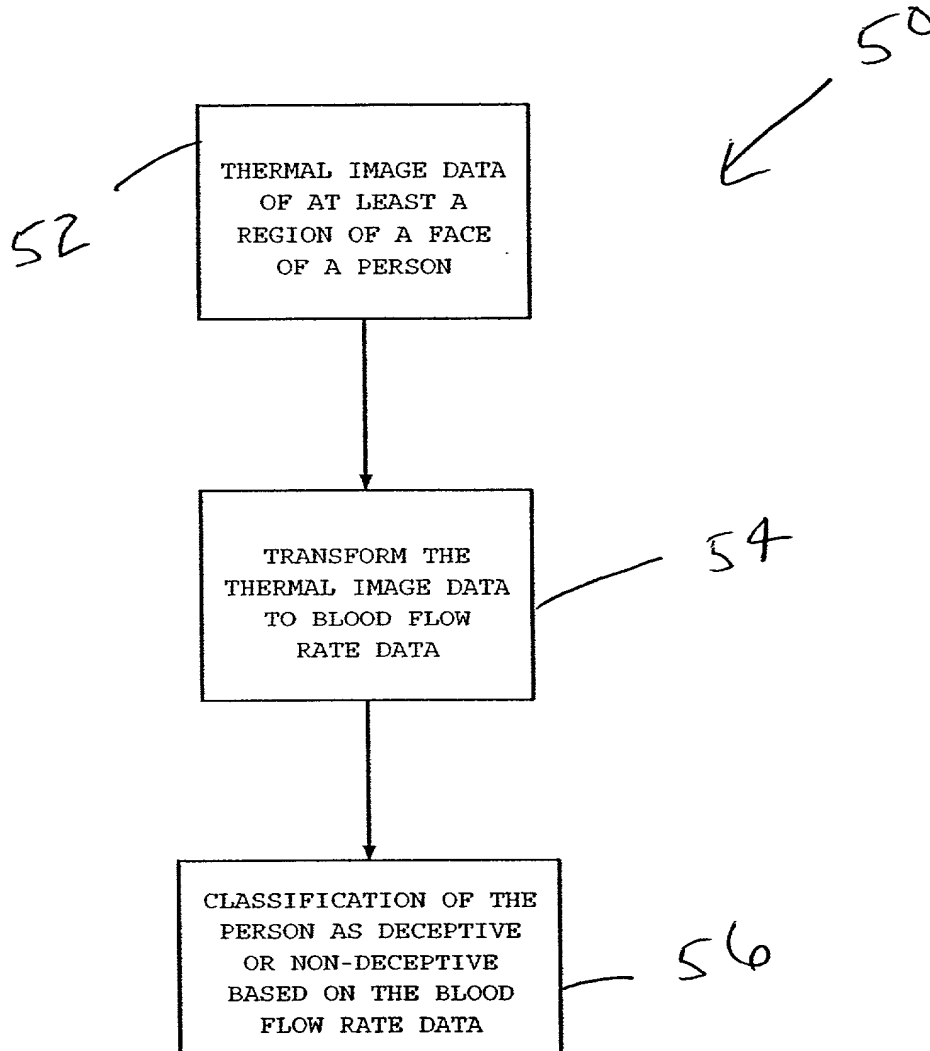 50
THERMAL IMAGE DATA
OF AT LEAST A
REGION OF A FACE
OF A PERSON
52
TRANSFORM THE
THERMAL IMAGE DATA
TO BLOOD FLOW
RATE DATA
54
CLASSIFICATION OF THE
PERSON AS DECEPTIVE
OR NON-DECEPTIVE
BASED ON THE BLOOD
FLOW RATE DATA
56